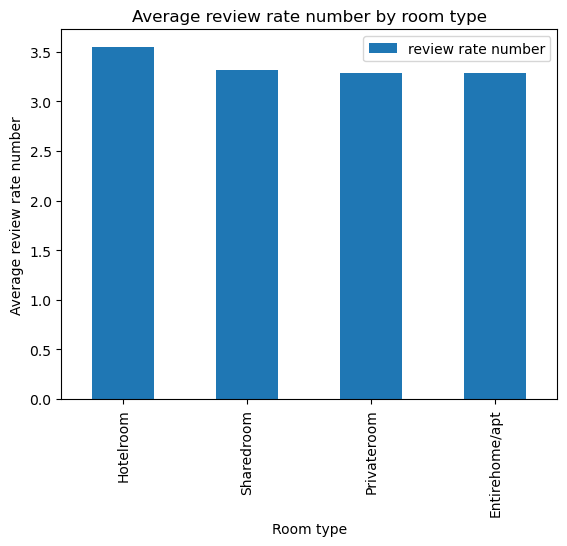 Average review rate number by room type
review rate number
Average review rate number
3.5
3.0
2.5
2.0
1.5
1.0
0.5
0.0
Hotelroom
Sharedroom
Privateroom
Entirehome/apt
Room type